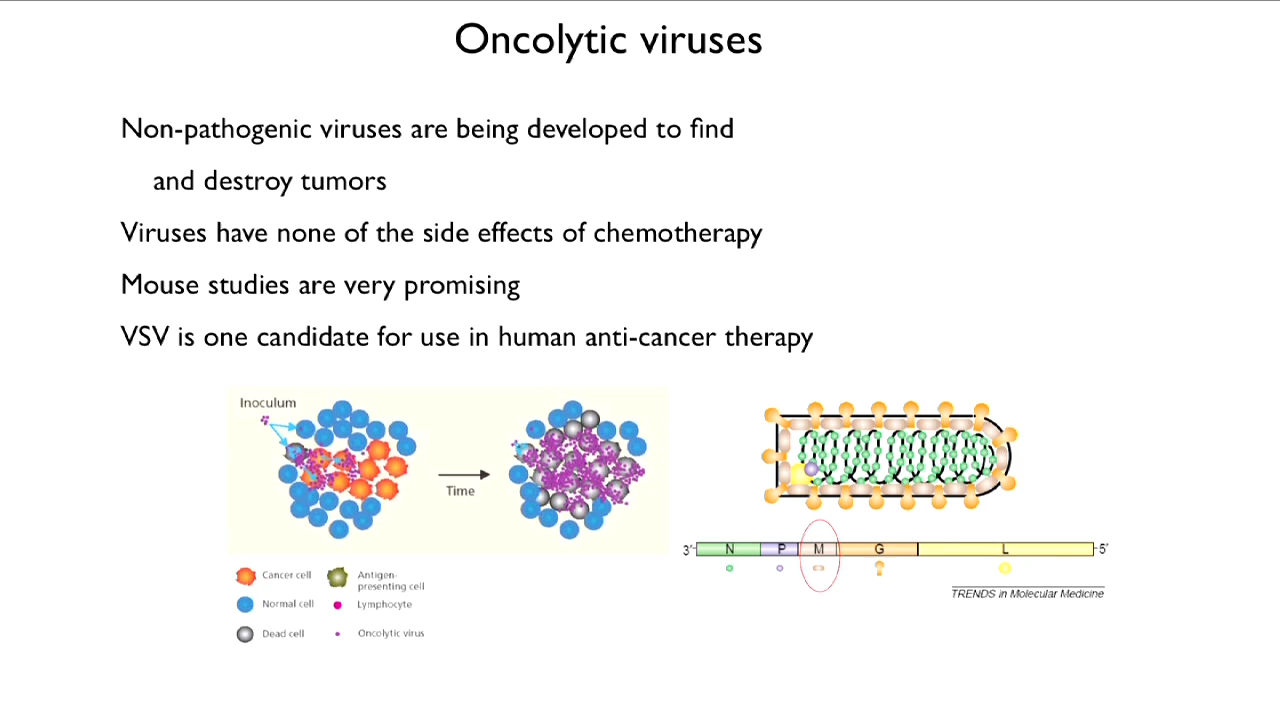 Oncolytic viruses
Non-pathogenic viruses are being developed to find
and destroy tumors
Viruses have none of the side effects of chemotherapy
Mouse studies are very promising
VSV is one candidate for use in human anti-cancer therapy
Inoculum
Time
Cancer cell
Antigen-
presenting cell
Normal cell
Lymphocyte
Dead cell
Oncolytic virus
3′ N P M G L 5′
TRENDS in Molecular Medicine